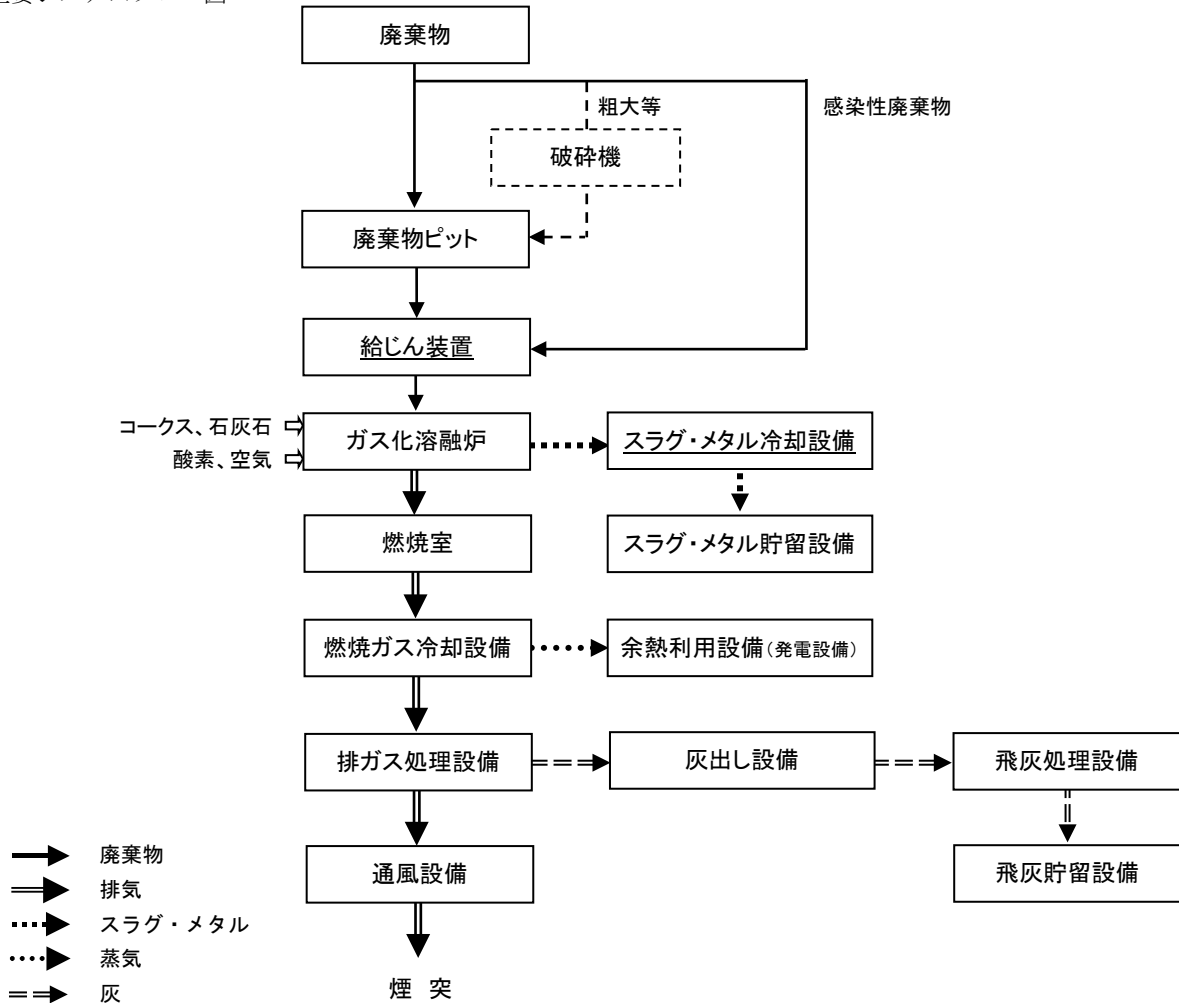 廃棄物
粗大等
感染性廃棄物
破砕機
廃棄物ピット
給じん装置
コークス、石灰石
酸素、空気
ガス化溶融炉
スラグ・メタル冷却設備
燃焼室
スラグ・メタル貯留設備
燃焼ガス冷却設備
余熱利用設備(発電設備)
排ガス処理設備
灰出し設備
飛灰処理設備
通風設備
飛灰貯留設備
煙 突
廃棄物
排気
スラグ・メタル
蒸気
灰